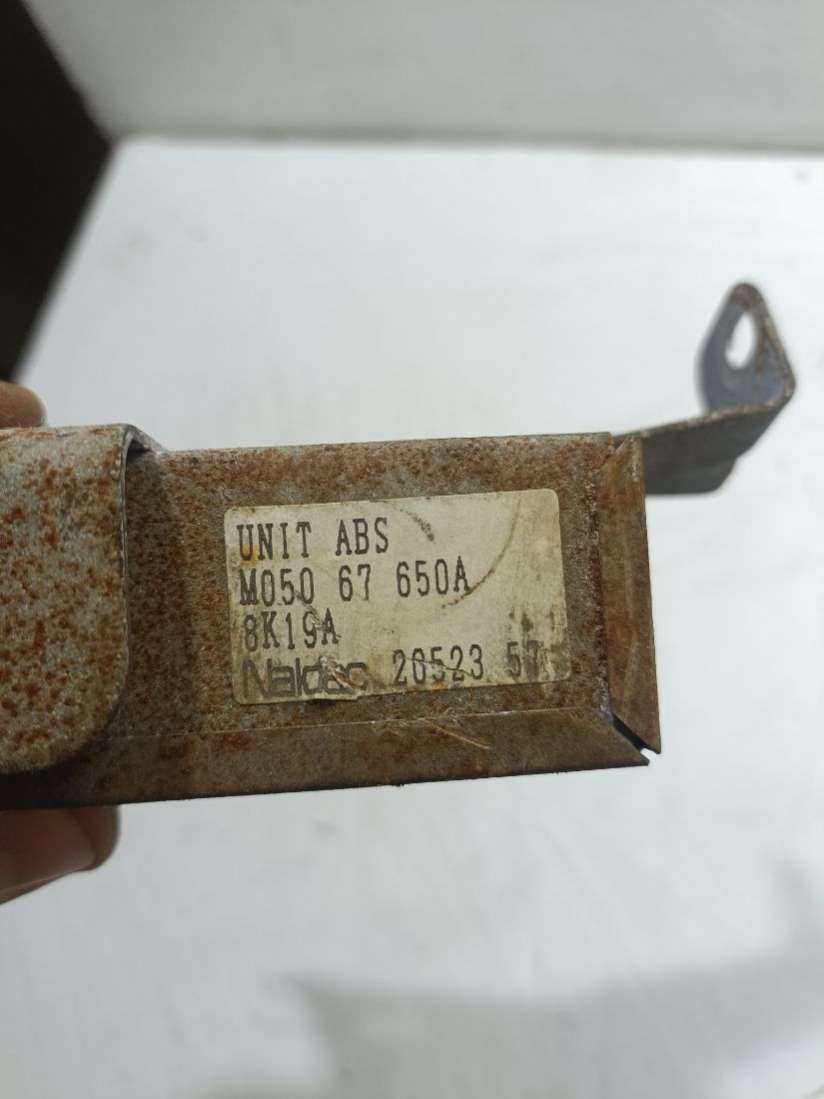 UNIT ABS
M050 67 650A
8K19A
Naldec 20523 57